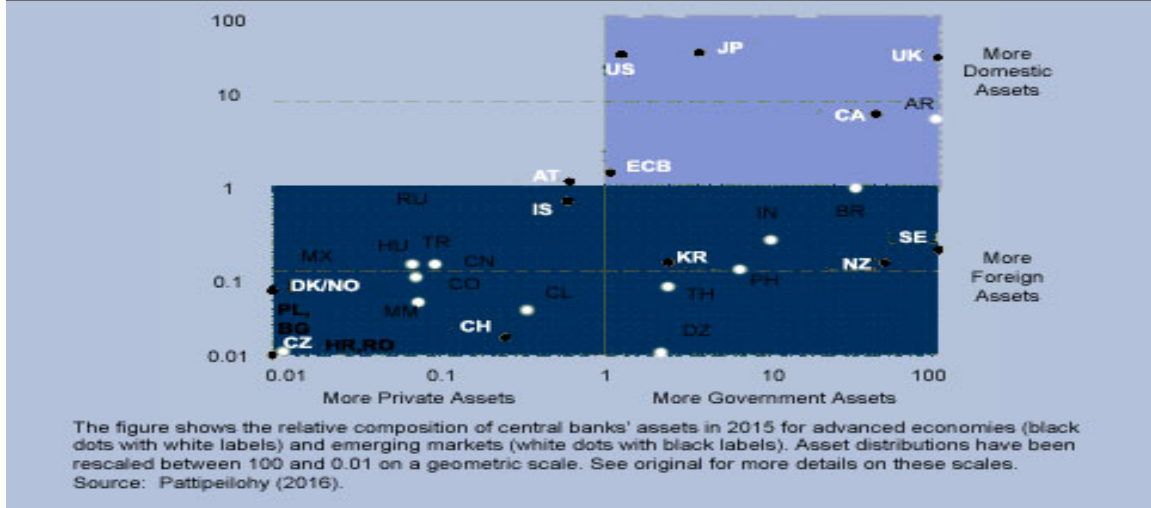 100
JP
US
UK
More
Domestic
Assets
10
AR
CA
ECB
AT
1
RU
IS
IN
BR
SE
HU TR
MX
CN
KR
NZ
More
Foreign
Assets
0.1
DK/NO
CO
CL
PH
TH
PL,
MM
BG
CH
DZ
CZ
HR,RO
0.01
0.01 0.1 1 10 100
More Private Assets More Government Assets
The figure shows the relative composition of central banks' assets in 2015 for advanced economies (black
dots with white labels) and emerging markets (white dots with black labels). Asset distributions have been
rescaled between 100 and 0.01 on a geometric scale. See original for more details on these scales.
Source: Pattipeilohy (2016).